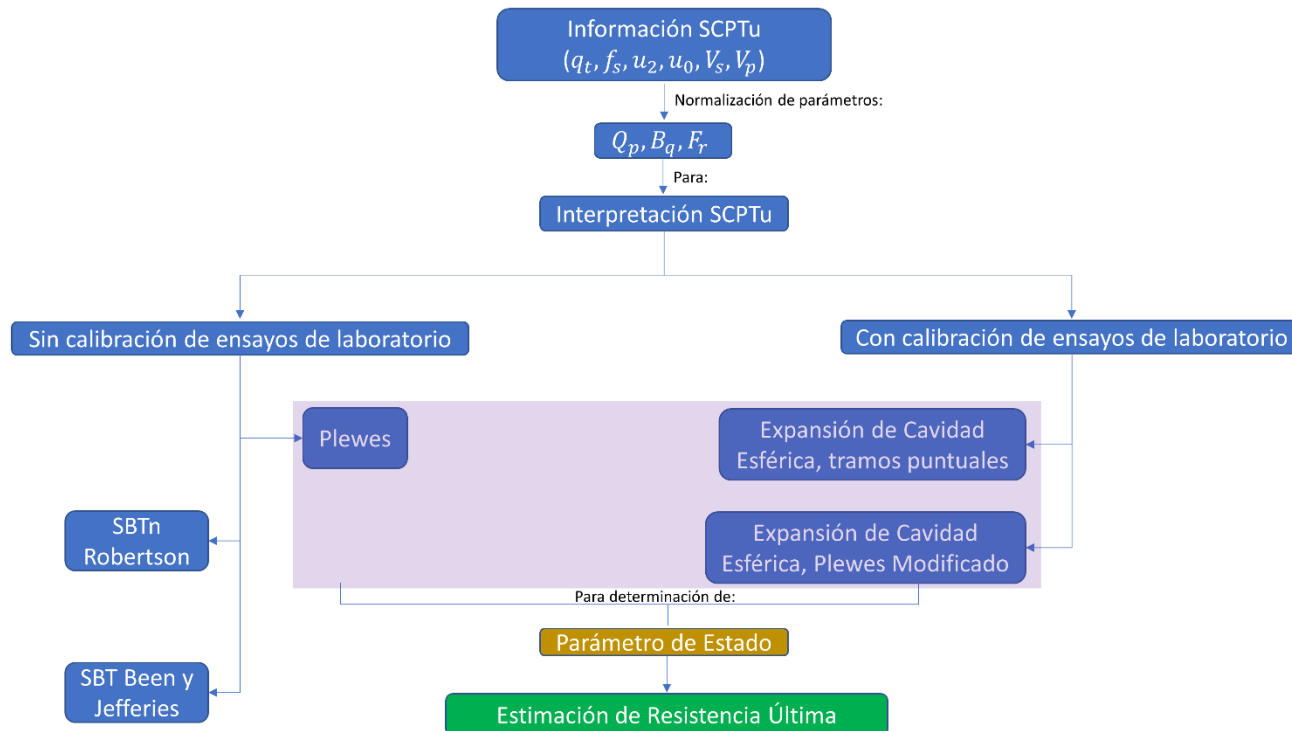 Información SCPTu
(q_t, f_s, u_2, u_0, V_s, V_p)
Normalización de parámetros:
Q_p, B_q, F_r
Para:
Interpretación SCPTu
Sin calibración de ensayos de laboratorio
Con calibración de ensayos de laboratorio
Plewes
Expansión de Cavidad
Esférica, tramos puntuales
SBTn
Robertson
Expansión de Cavidad
Esférica, Plewes Modificado
Para determinación de:
Parámetro de Estado
SBT Been y
Jefferies
Estimación de Resistencia Última